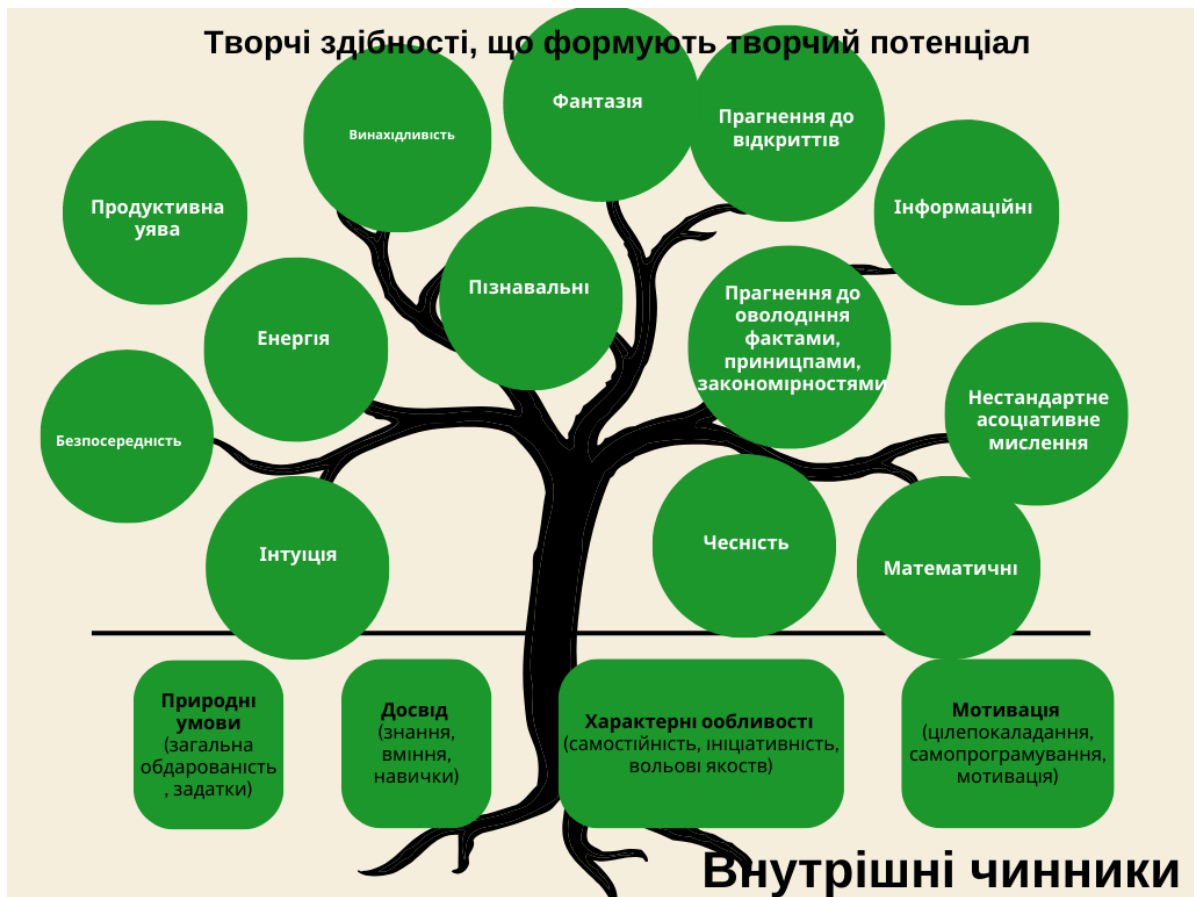 Творчі здібності, що формують творчий потенціал
Фантазія
Винахідливість
Прагнення до
відкриттів
Продуктивна
уява
Інформаційні
Пізнавальні
Прагнення до
оволодіння
фактами,
приницпами,
закономірностями
Енергія
Нестандартне
асоціативне
мислення
Безпосередність
Інтуіція
Чесність
Математичні
Природні
умови
(загальна
обдарованість
, задатки)
Досвід
(знання,
вміння,
навички)
Характерні ообливості
(самостійність, ініціативність,
вольові якоств)
Мотивація
(цілепокаладання,
самопрограмування,
мотивація)
Внутрішні чинники